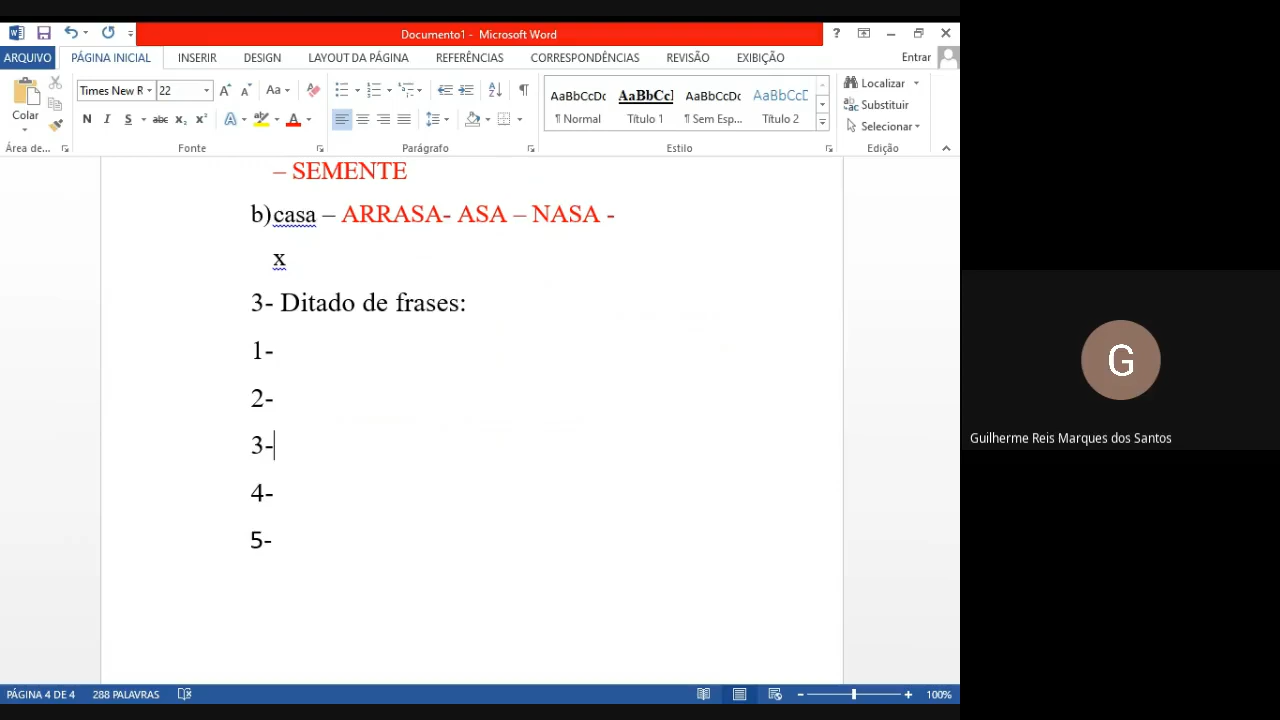 Documento1 - Microsoft Word
ARQUIVO PÁGINA INICIAL INSERIR DESIGN LAYOUT DA PÁGINA REFERÊNCIAS CORRESPONDÊNCIAS REVISÃO EXIBIÇÃO Entrar
Times New R 22
Colar
AaBbCcDc AaBbCcI AaBbCcDc AaBbCcD
¶ Normal Título 1 ¶ Sem Esp... Título 2
Localizar
Substituir
Selecionar
Área de... Fonte Parágrafo Estilo Edição
– SEMENTE
b) casa – ARRASA- ASA – NASA -
x
3- Ditado de frases:
1-
2-
3-
4-
5-
G
Guilherme Reis Marques dos Santos
PÁGINA 4 DE 4 288 PALAVRAS 100%